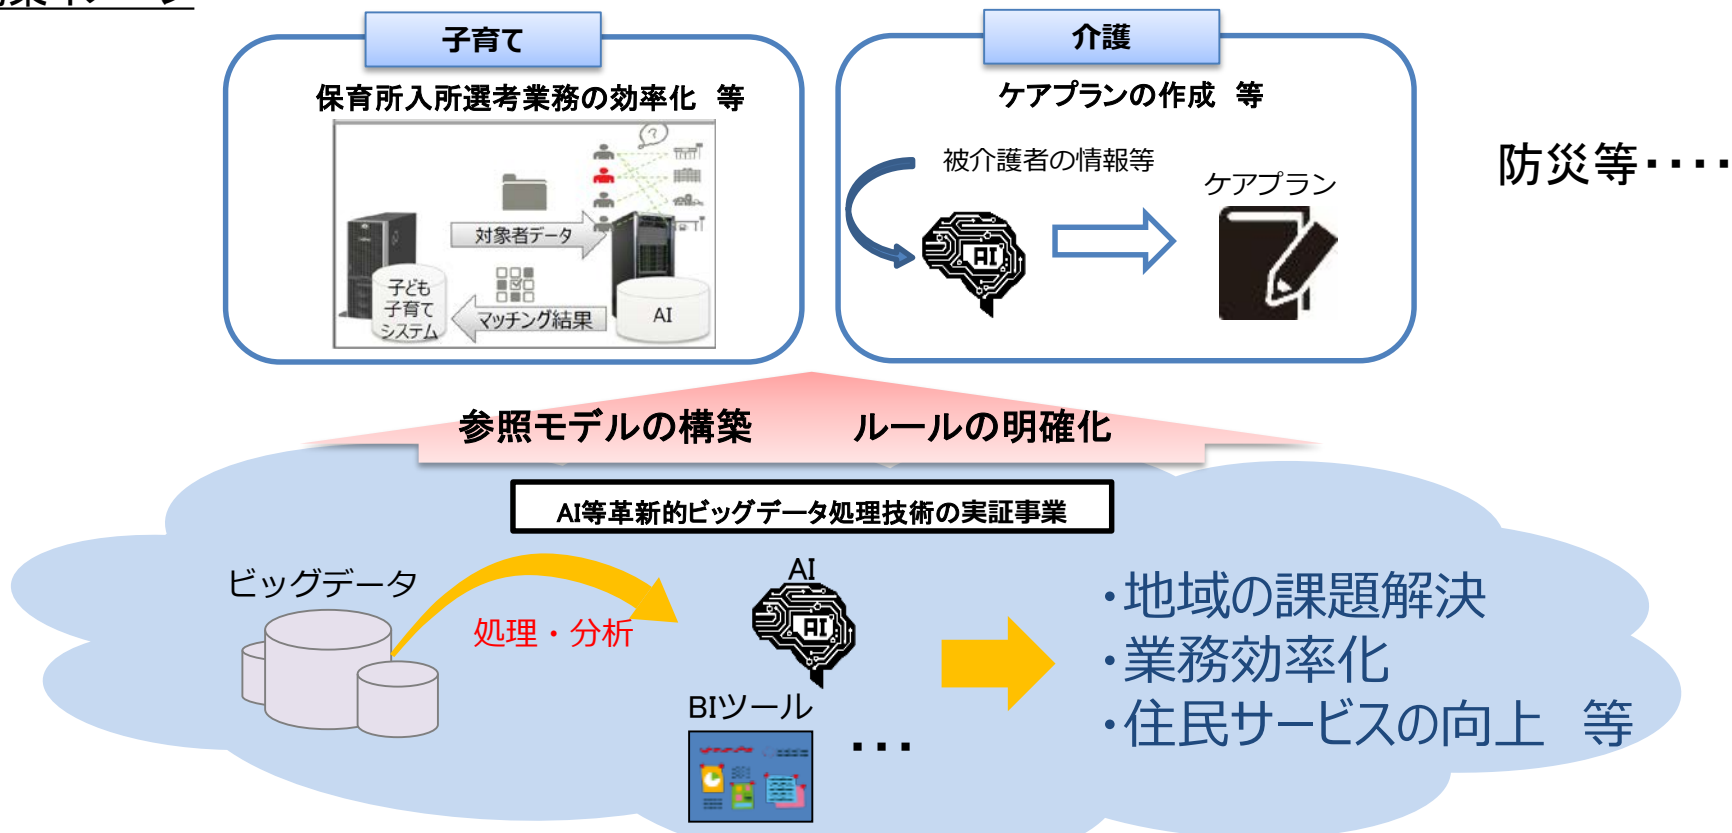 子育て
保育所入所選考業務の効率化 等
対象者データ
子ども
子育て
システム
マッチング結果
AI
介護
ケアプランの作成 等
被介護者の情報等
ケアプラン
AI
防災等・・・・
参照モデルの構築 ルールの明確化
AI等革新的ビッグデータ処理技術の実証事業
ビッグデータ
処理・分析
AI
AI
BIツール
・・・
・地域の課題解決
・業務効率化
・住民サービスの向上 等